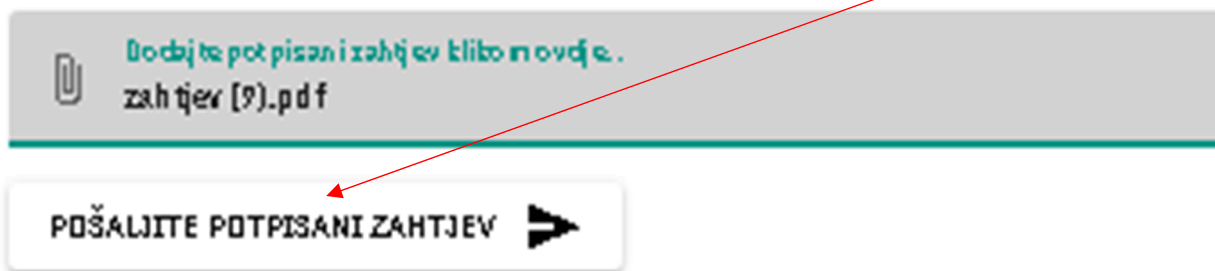 Dodajte potpisani zahtjev klikom ovdje..
zahtjev (9).pdf
POŠALJITE POTPISANI ZAHTJEV